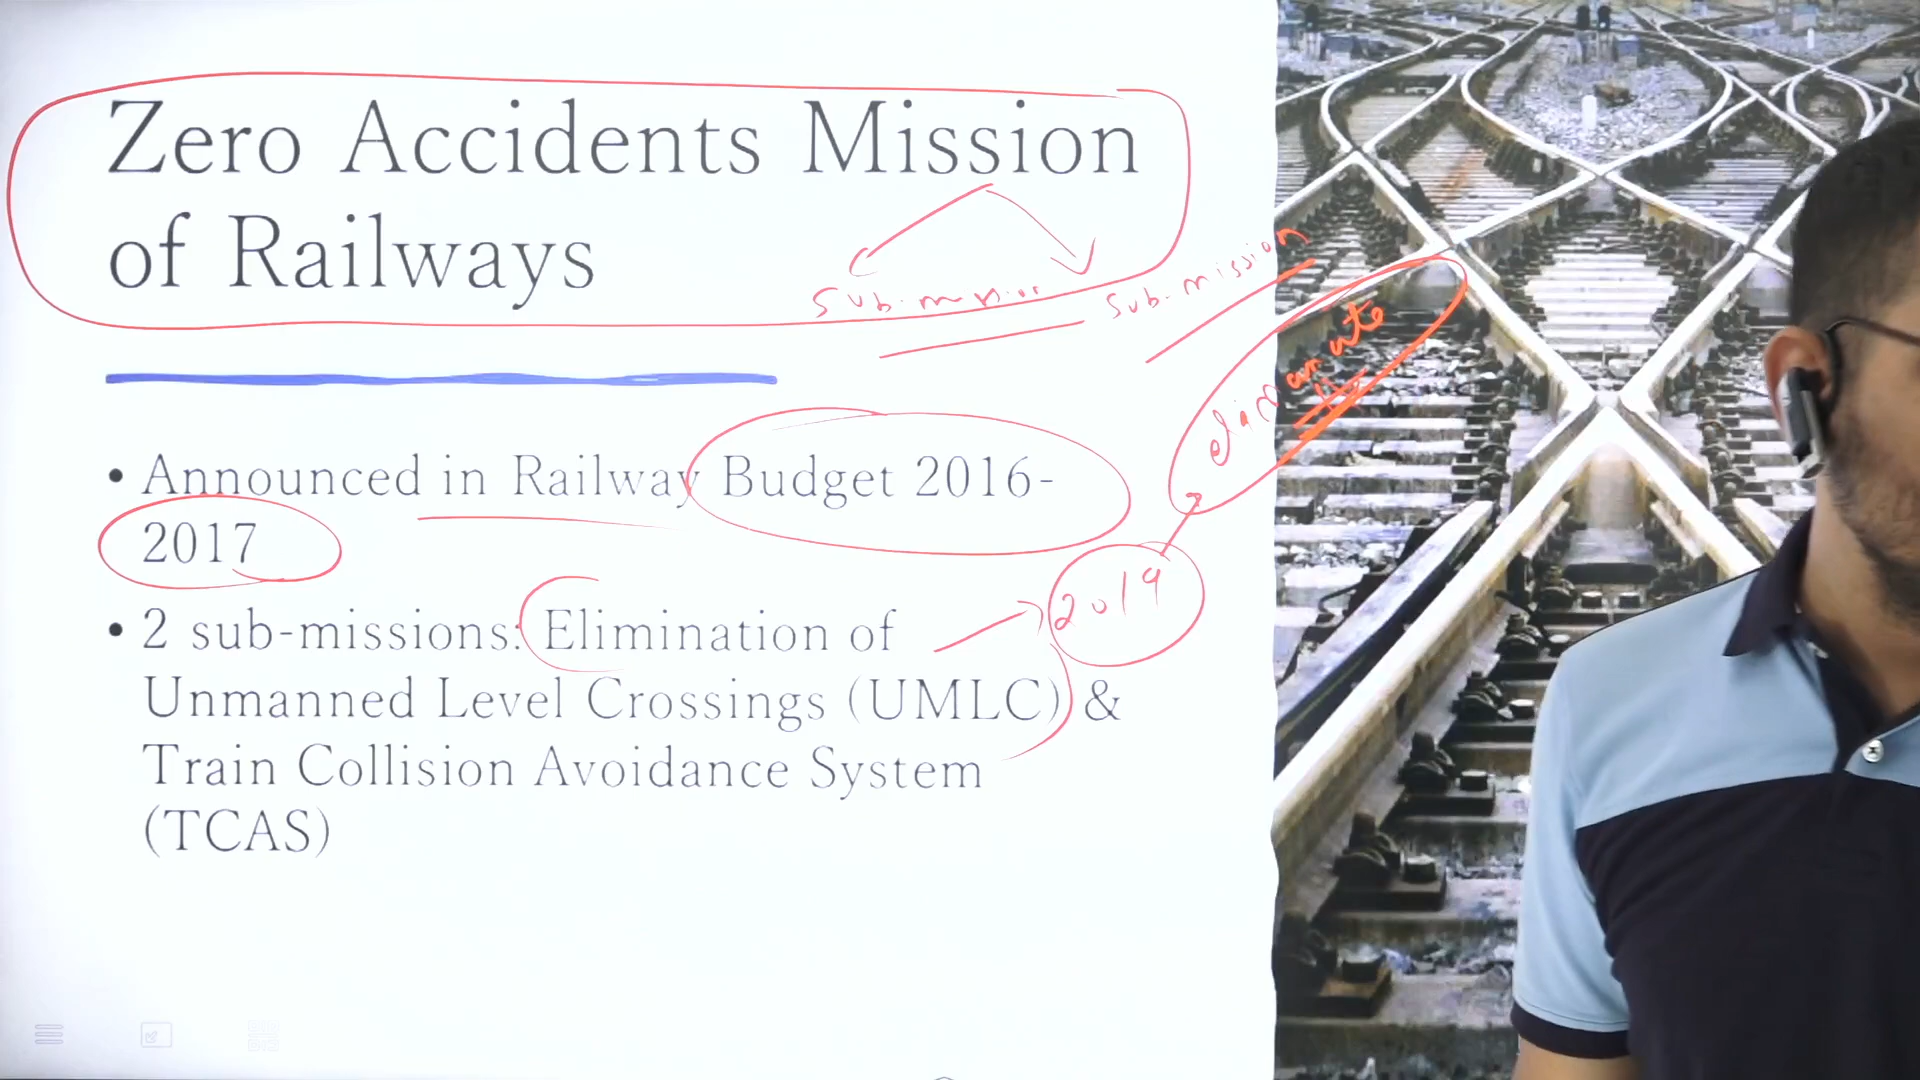 Zero Accidents Mission
of Railways
sub-mission
sub-mission
eliminate
• Announced in Railway Budget 2016-
2017
2019
• 2 sub-missions: Elimination of
Unmanned Level Crossings (UMLC) &
Train Collision Avoidance System
(TCAS)